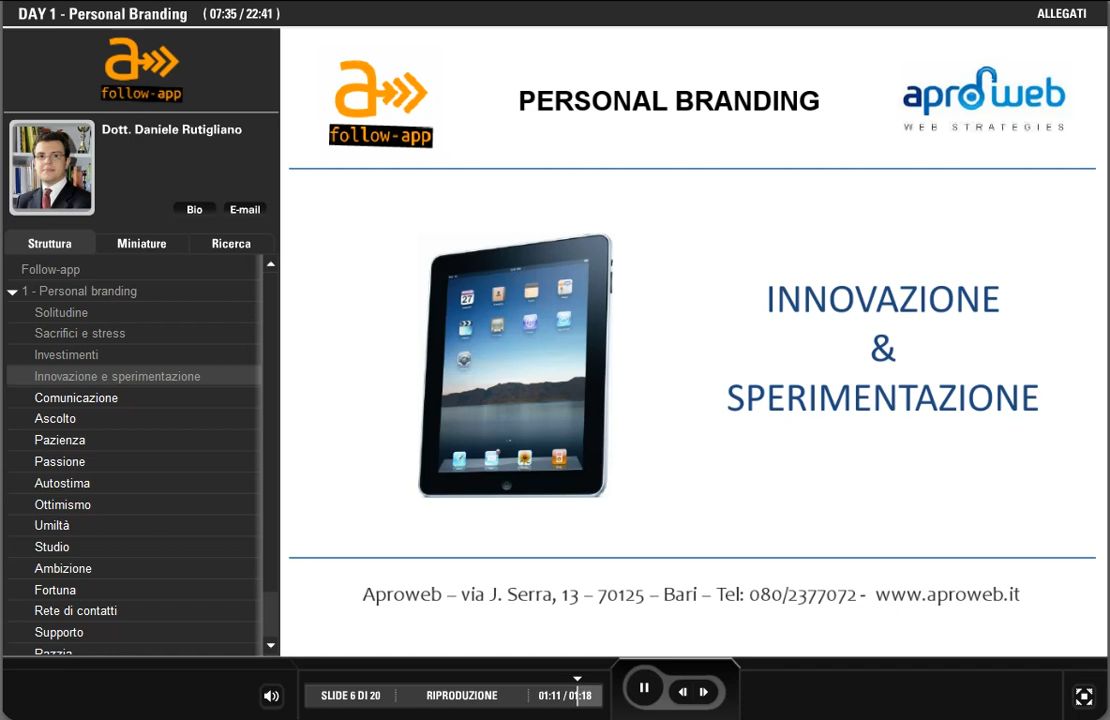 DAY 1 - Personal Branding ( 07:35 / 22:41 )
ALLEGATI
follow-app
Dott. Daniele Rutigliano
Bio
E-mail
Struttura
Miniature
Ricerca
Follow-app
1 - Personal branding
Solitudine
Sacrifici e stress
Investimenti
Innovazione e sperimentazione
Comunicazione
Ascolto
Pazienza
Passione
Autostima
Ottimismo
Umiltà
Studio
Ambizione
Fortuna
Rete di contatti
Supporto
follow-app
PERSONAL BRANDING
aproweb
WEB STRATEGIES
27
INNOVAZIONE
&
SPERIMENTAZIONE
Aproweb – via J. Serra, 13 – 70125 – Bari – Tel: 080/2377072 - www.aproweb.it
SLIDE 6 DI 20
RIPRODUZIONE
01:11 / 01:18